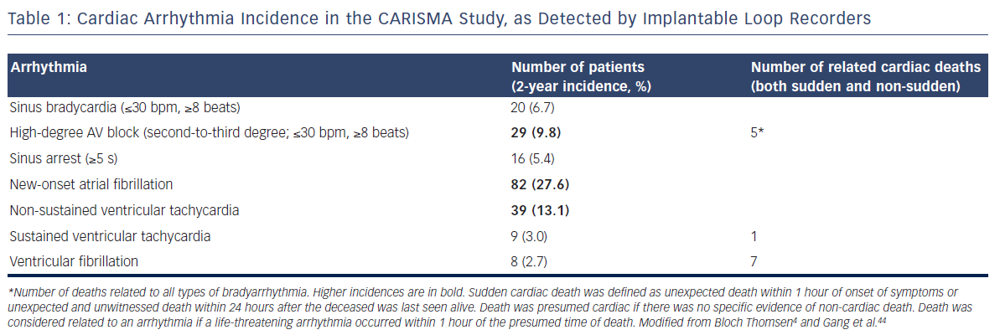 Table 1: Cardiac Arrhythmia Incidence in the CARISMA Study, as Detected by Implantable Loop Recorders
Arrhythmia Number of patients Number of related cardiac deaths
(2-year incidence, %) (both sudden and non-sudden)
Sinus bradycardia (≤30 bpm, ≥8 beats) 20 (6.7)
High-degree AV block (second-to-third degree; ≤30 bpm, ≥8 beats) 29 (9.8) 5*
Sinus arrest (≥5 s) 16 (5.4)
New-onset atrial fibrillation 82 (27.6)
Non-sustained ventricular tachycardia 39 (13.1)
Sustained ventricular tachycardia 9 (3.0) 1
Ventricular fibrillation 8 (2.7) 7
*Number of deaths related to all types of bradyarrhythmia. Higher incidences are in bold. Sudden cardiac death was defined as unexpected death within 1 hour of onset of symptoms or
unexpected and unwitnessed death within 24 hours after the deceased was last seen alive. Death was presumed cardiac if there was no specific evidence of non-cardiac death. Death was
considered related to an arrhythmia if a life-threatening arrhythmia occurred within 1 hour of the presumed time of death. Modified from Bloch Thomsen⁴ and Gang et al.⁴⁴